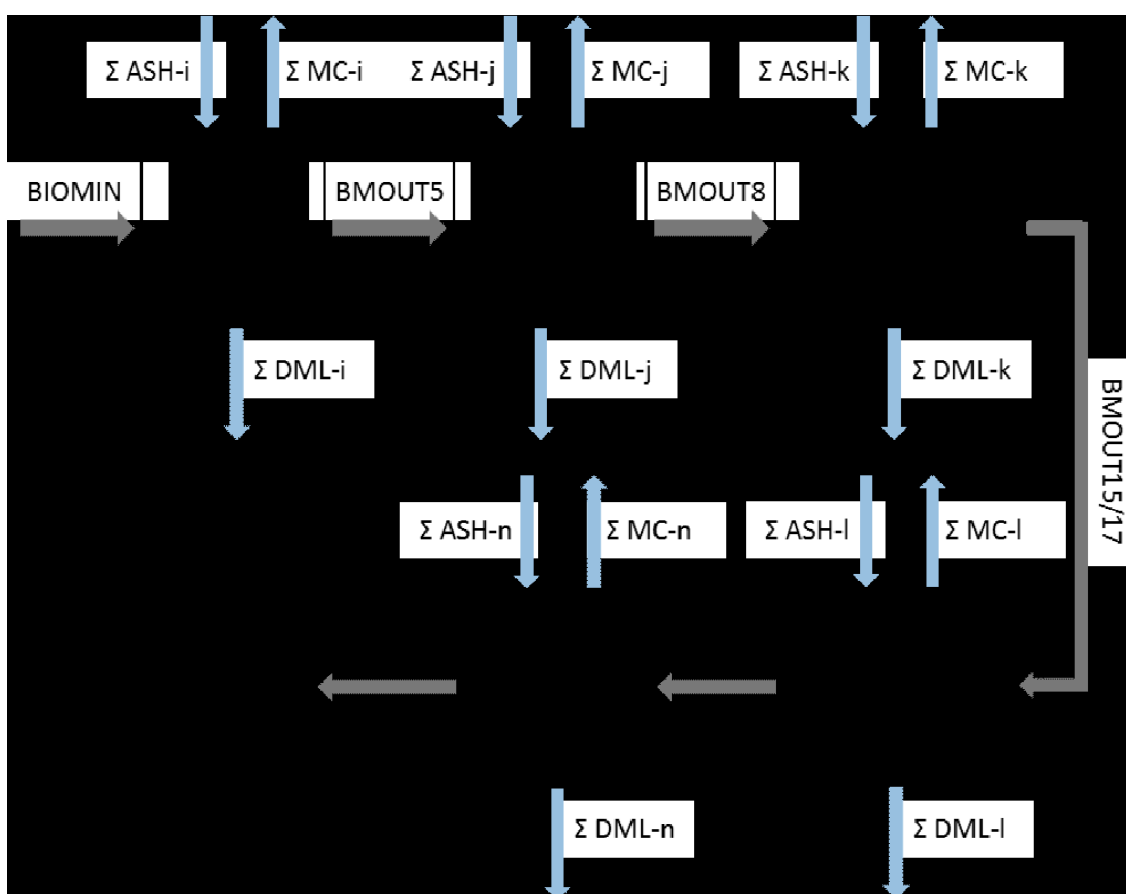 Σ ASH-i Σ MC-i Σ ASH-j Σ MC-j Σ ASH-k Σ MC-k
BIOMIN BMOUT5 BMOUT8
Σ DML-i Σ DML-j Σ DML-k
BMOUT15/17
Σ ASH-n Σ MC-n Σ ASH-l Σ MC-l
Σ DML-n Σ DML-l